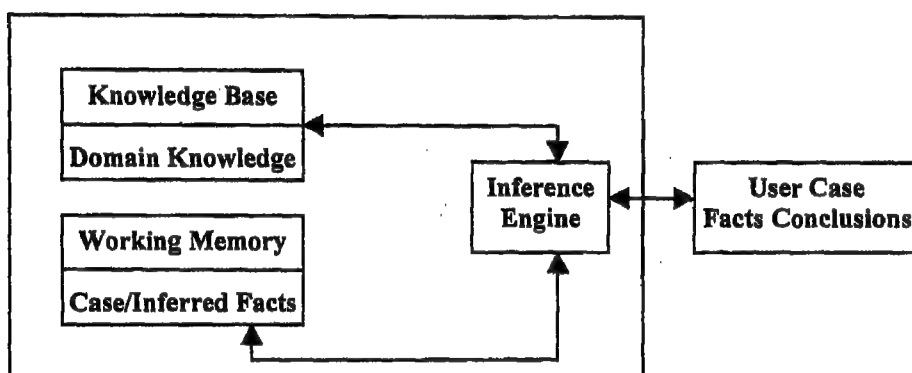 Knowledge Base
Domain Knowledge
Working Memory
Case/Inferred Facts
Inference
Engine
User Case
Facts Conclusions